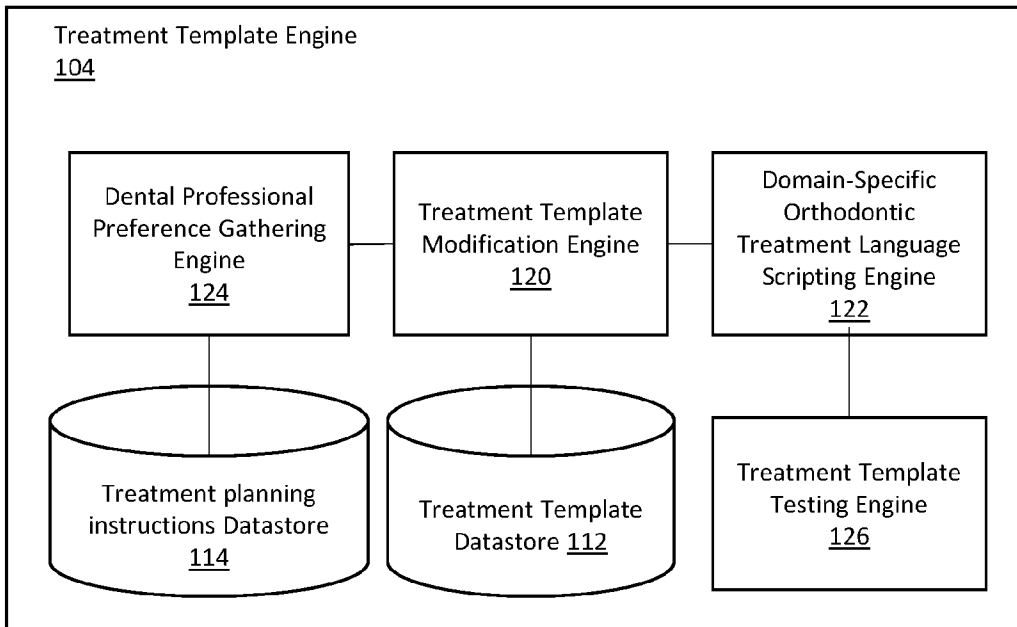 Treatment Template Engine
104
Dental Professional
Preference Gathering
Engine
124
Treatment Template
Modification Engine
120
Domain-Specific
Orthodontic
Treatment Language
Scripting Engine
122
Treatment planning
instructions Datastore
114
Treatment Template
Datastore 112
Treatment Template
Testing Engine
126